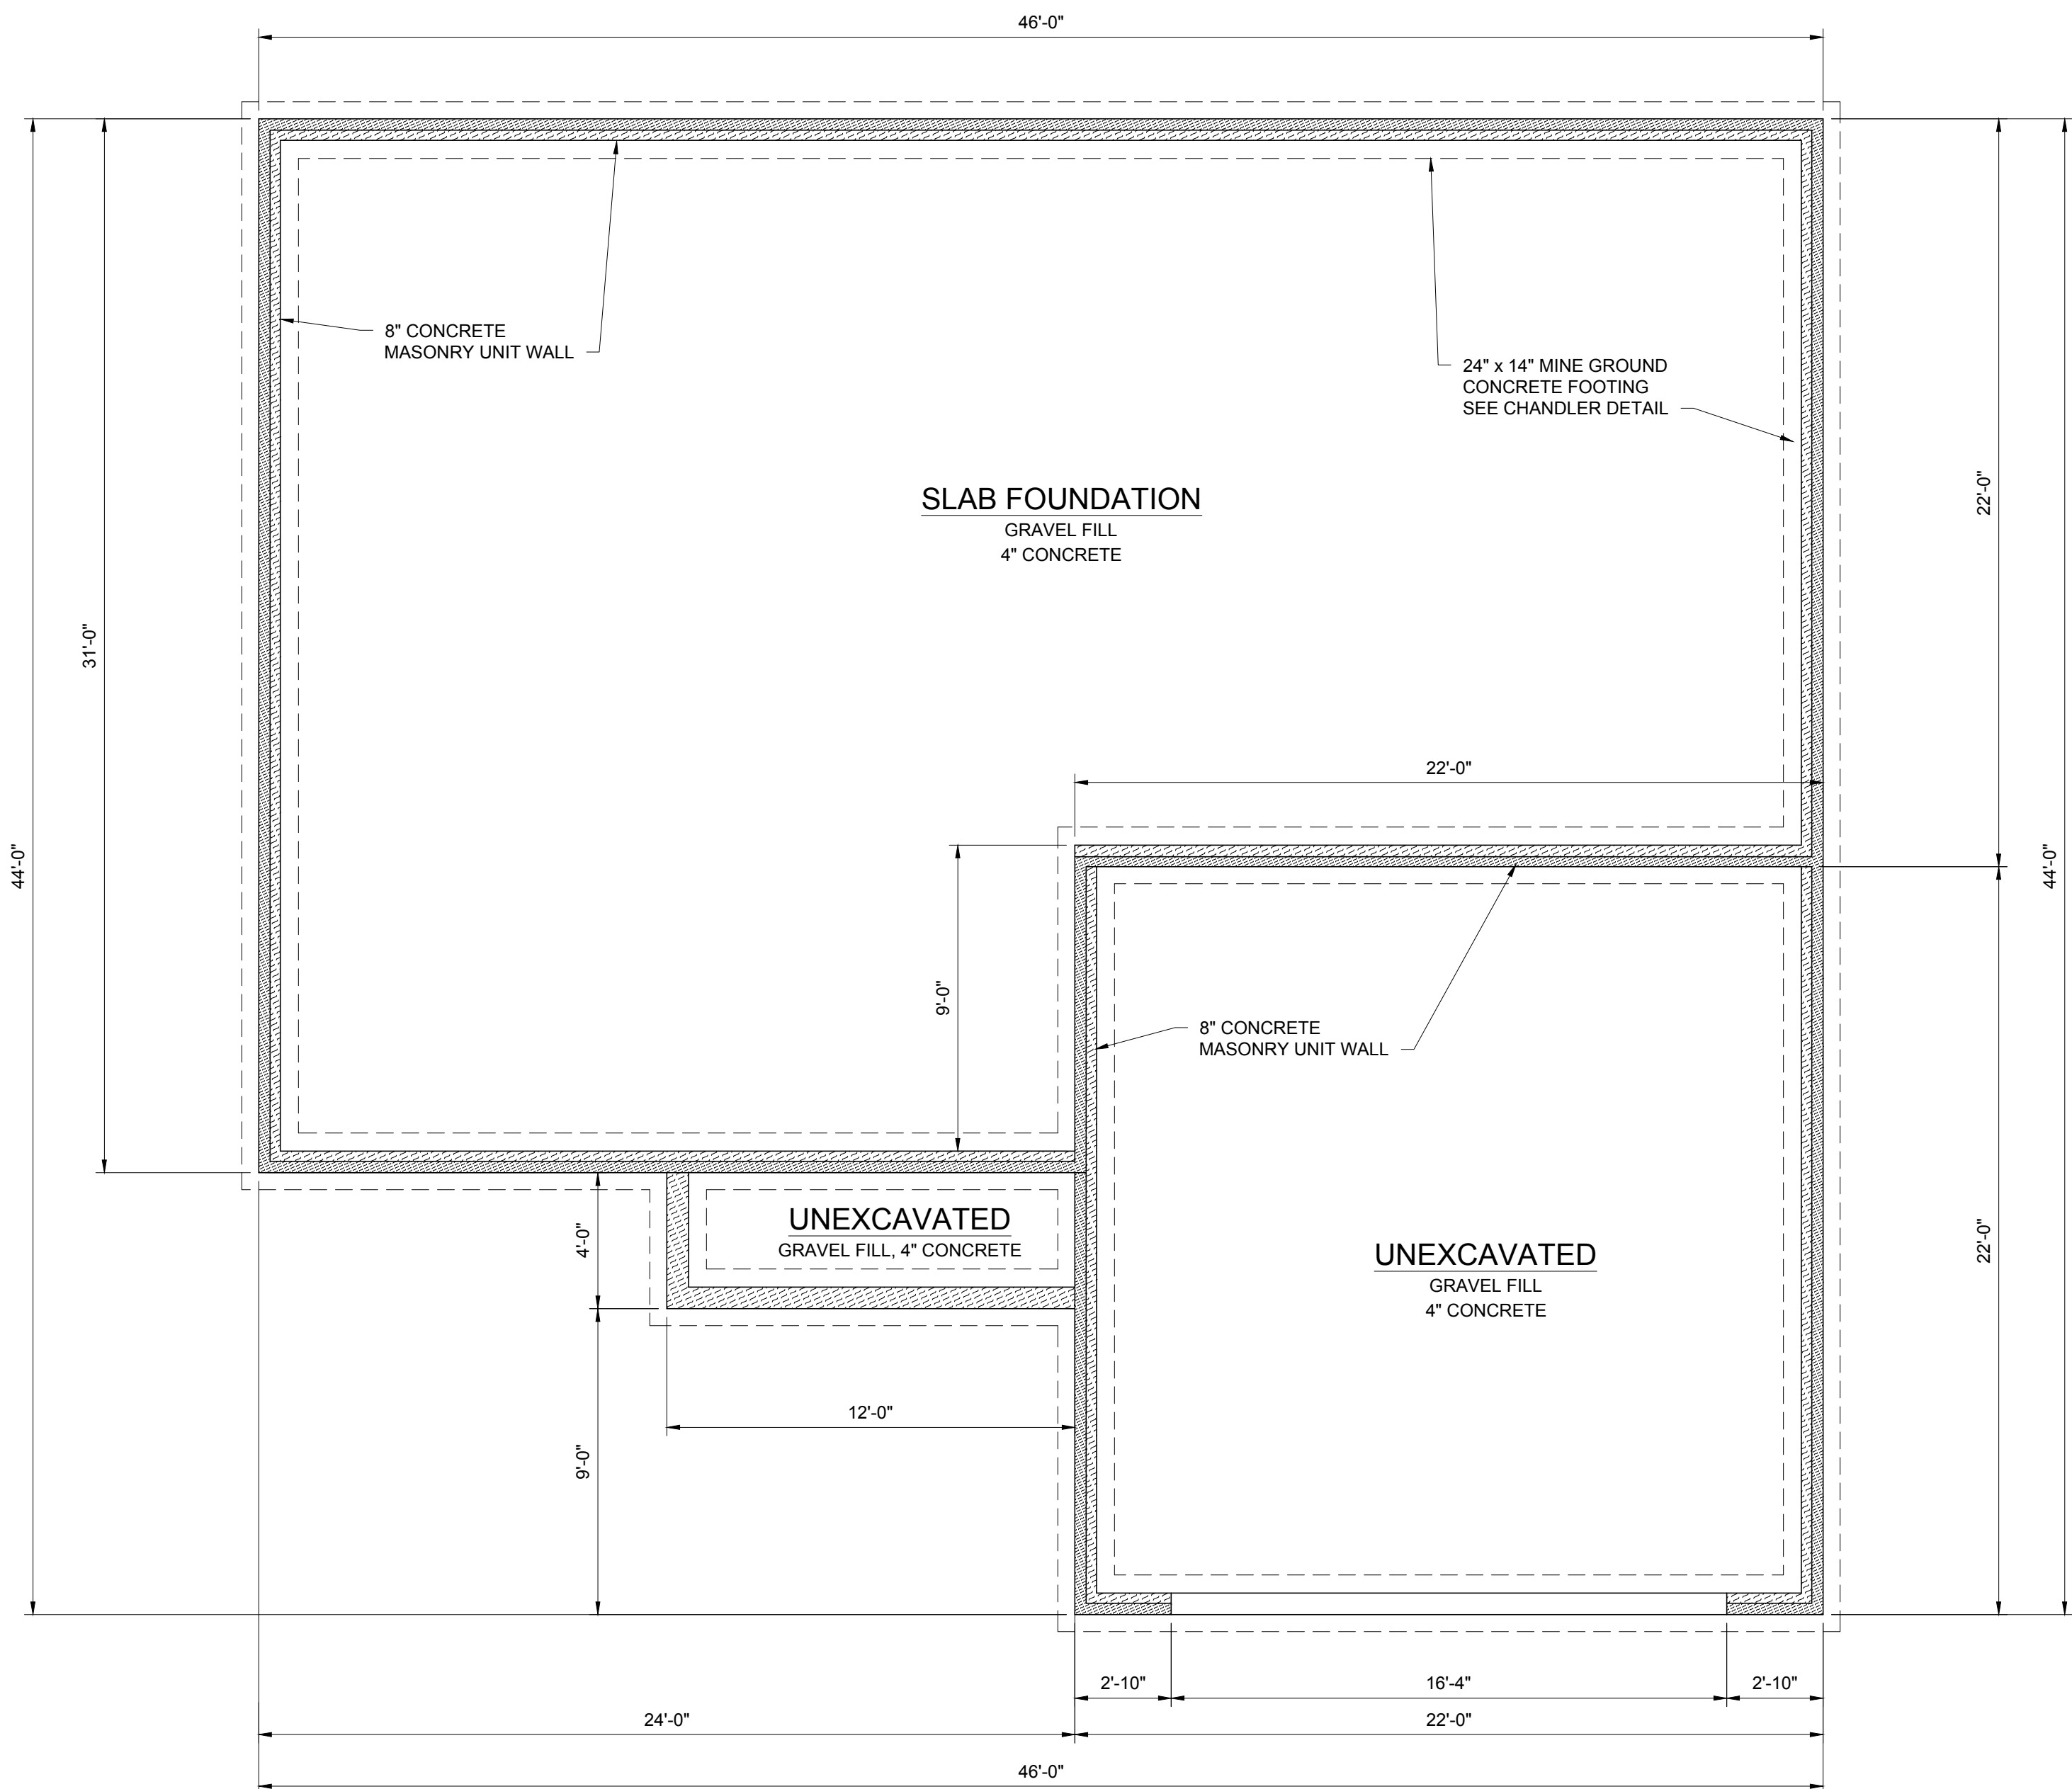 46'-0"
8" CONCRETE
MASONRY UNIT WALL
24" x 14" MINE GROUND
CONCRETE FOOTING
SEE CHANDLER DETAIL
SLAB FOUNDATION
GRAVEL FILL
4" CONCRETE
22'-0"
31'-0"
22'-0"
44'-0"
44'-0"
9'-0"
8" CONCRETE
MASONRY UNIT WALL
UNEXCAVATED
GRAVEL FILL, 4" CONCRETE
4'-0"
UNEXCAVATED
GRAVEL FILL
4" CONCRETE
22'-0"
12'-0"
9'-0"
2'-10"
16'-4"
2'-10"
24'-0"
22'-0"
46'-0"